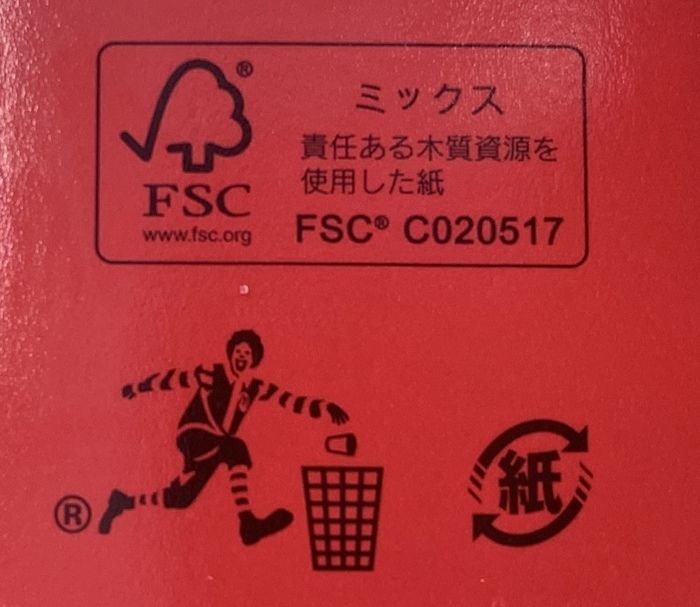 ®
ミックス
責任ある木質資源を
使用した紙
FSC
www.fsc.org
FSC® C020517
®
紙